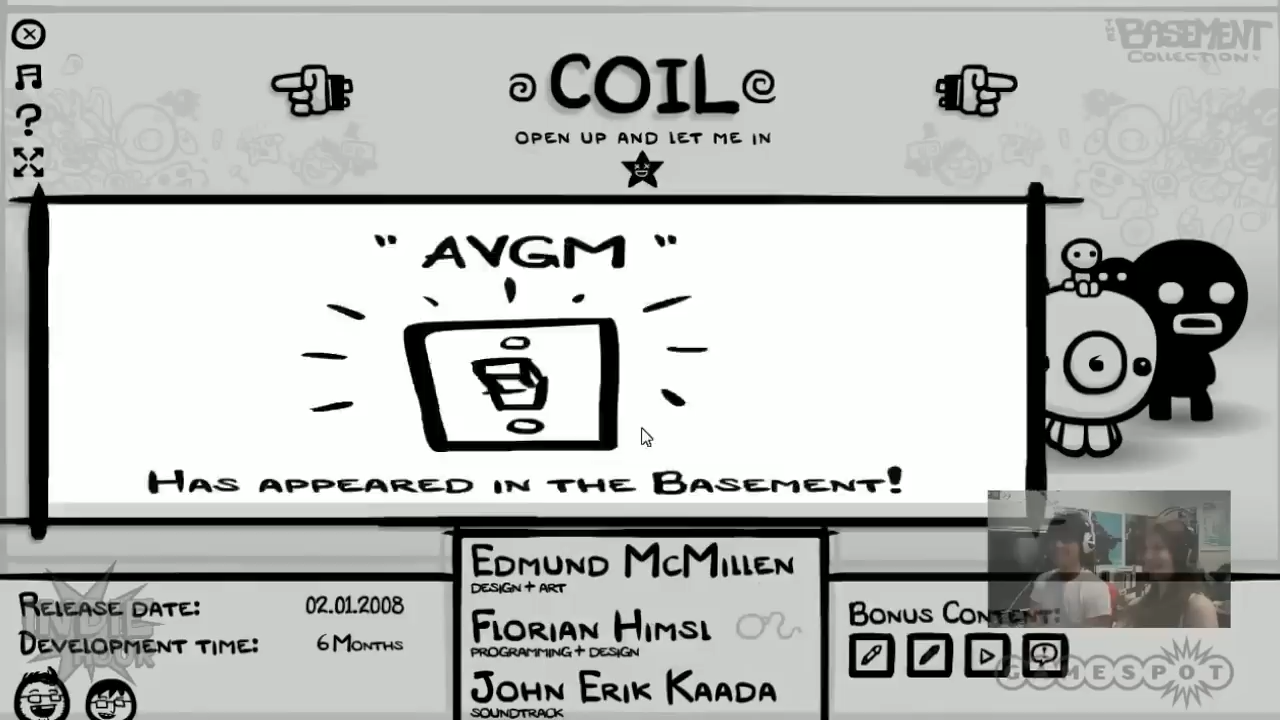 THE BASEMENT
COLLECTION.
COIL
OPEN UP AND LET ME IN
" AVGM "
HAS APPEARED IN THE BASEMENT!
EDMUND MCMILLEN
DESIGN + ART
FLORIAN HIMSL
PROGRAMMING + DESIGN
JOHN ERIK KAADA
SOUNDTRACK
RELEASE DATE: 02.01.2008
DEVELOPMENT TIME: 6 MONTHS
INDIE
HOUR
BONUS CONTENT:
GAMESPOT